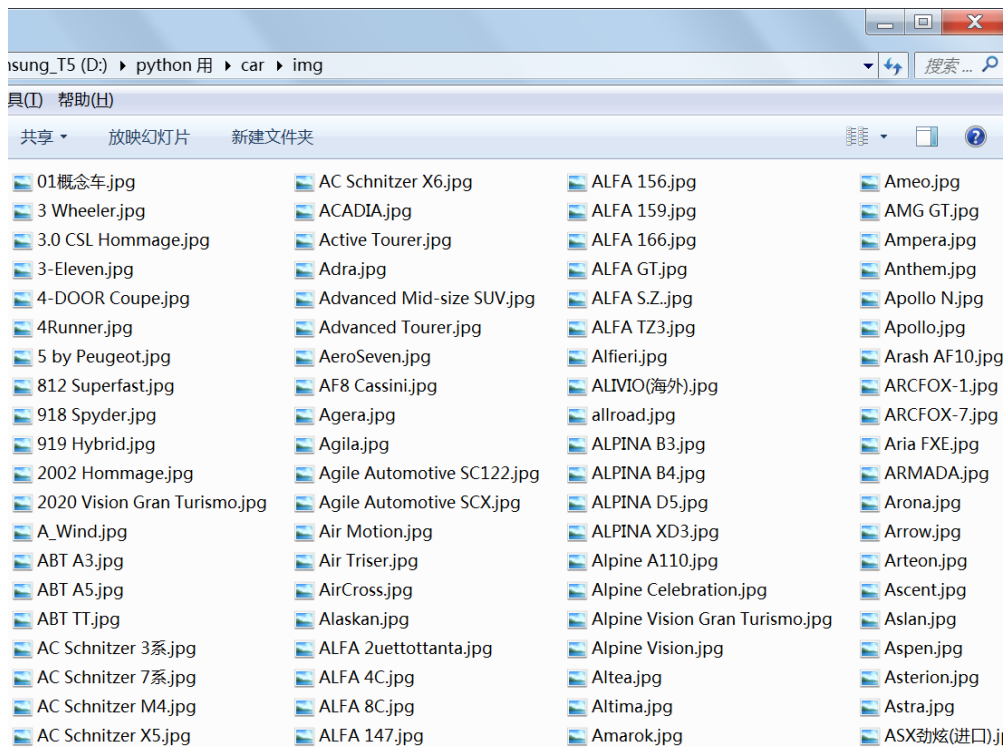 nsung_T5 (D:) python 用 car img
搜索 ...
具(T) 帮助(H)
共享 放映幻灯片 新建文件夹
01概念车.jpg
3 Wheeler.jpg
3.0 CSL Hommage.jpg
3-Eleven.jpg
4-DOOR Coupe.jpg
4Runner.jpg
5 by Peugeot.jpg
812 Superfast.jpg
918 Spyder.jpg
919 Hybrid.jpg
2002 Hommage.jpg
2020 Vision Gran Turismo.jpg
A_Wind.jpg
ABT A3.jpg
ABT A5.jpg
ABT TT.jpg
AC Schnitzer 3系.jpg
AC Schnitzer 7系.jpg
AC Schnitzer M4.jpg
AC Schnitzer X5.jpg
AC Schnitzer X6.jpg
ACADIA.jpg
Active Tourer.jpg
Adra.jpg
Advanced Mid-size SUV.jpg
Advanced Tourer.jpg
AeroSeven.jpg
AF8 Cassini.jpg
Agera.jpg
Agila.jpg
Agile Automotive SC122.jpg
Agile Automotive SCX.jpg
Air Motion.jpg
Air Triser.jpg
AirCross.jpg
Alaskan.jpg
ALFA 2uettottanta.jpg
ALFA 4C.jpg
ALFA 8C.jpg
ALFA 147.jpg
ALFA 156.jpg
ALFA 159.jpg
ALFA 166.jpg
ALFA GT.jpg
ALFA S.Z..jpg
ALFA TZ3.jpg
Alfieri.jpg
ALIVIO(海外).jpg
allroad.jpg
ALPINA B3.jpg
ALPINA B4.jpg
ALPINA D5.jpg
ALPINA XD3.jpg
Alpine A110.jpg
Alpine Celebration.jpg
Alpine Vision Gran Turismo.jpg
Alpine Vision.jpg
Altea.jpg
Altima.jpg
Amarok.jpg
Ameo.jpg
AMG GT.jpg
Ampera.jpg
Anthem.jpg
Apollo N.jpg
Apollo.jpg
Arash AF10.jpg
ARCFOX-1.jpg
ARCFOX-7.jpg
Aria FXE.jpg
ARMADA.jpg
Arona.jpg
Arrow.jpg
Arteon.jpg
Ascent.jpg
Aslan.jpg
Aspen.jpg
Asterion.jpg
Astra.jpg
ASX劲炫(进口).jp